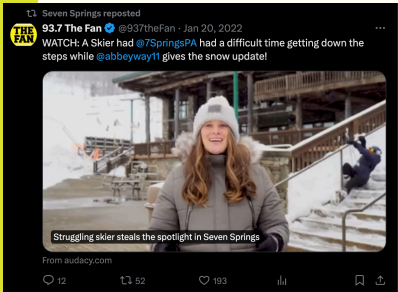 Seven Springs reposted
THE
FAN
93.7 The Fan @937theFan · Jan 20, 2022
WATCH: A Skier had @7SpringsPA had a difficult time getting down the
steps while @abbeyway11 gives the snow update!
Struggling skier steals the spotlight in Seven Springs
From audacy.com
12 52 193